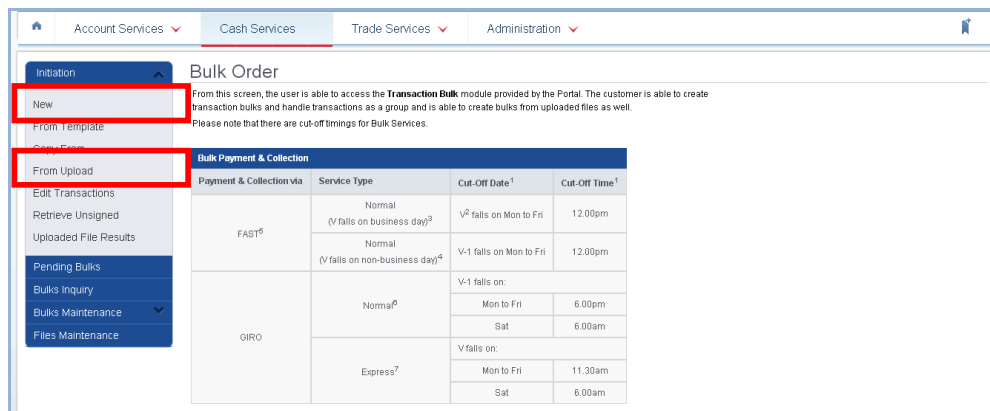 Account Services
Cash Services
Trade Services
Administration
Initiation
New
From Template
Copy From
From Upload
Edit Transactions
Retrieve Unsigned
Uploaded File Results
Pending Bulks
Bulks Inquiry
Bulks Maintenance
Files Maintenance
Bulk Order
From this screen, the user is able to access the Transaction Bulk module provided by the Portal. The customer is able to create
transaction bulks and handle transactions as a group and is able to create bulks from uploaded files as well.
Please note that there are cut-off timings for Bulk Services.
Bulk Payment & Collection
Payment & Collection via Service Type Cut-Off Date1 Cut-Off Time1
FAST5
Normal
(V falls on business day)3
V2 falls on Mon to Fri 12.00pm
Normal
(V falls on non-business day)4
V-1 falls on Mon to Fri 12.00pm
GIRO
Normal6
V-1 falls on:
Mon to Fri 6.00pm
Sat 6.00am
Express7
V falls on:
Mon to Fri 11.30am
Sat 6.00am